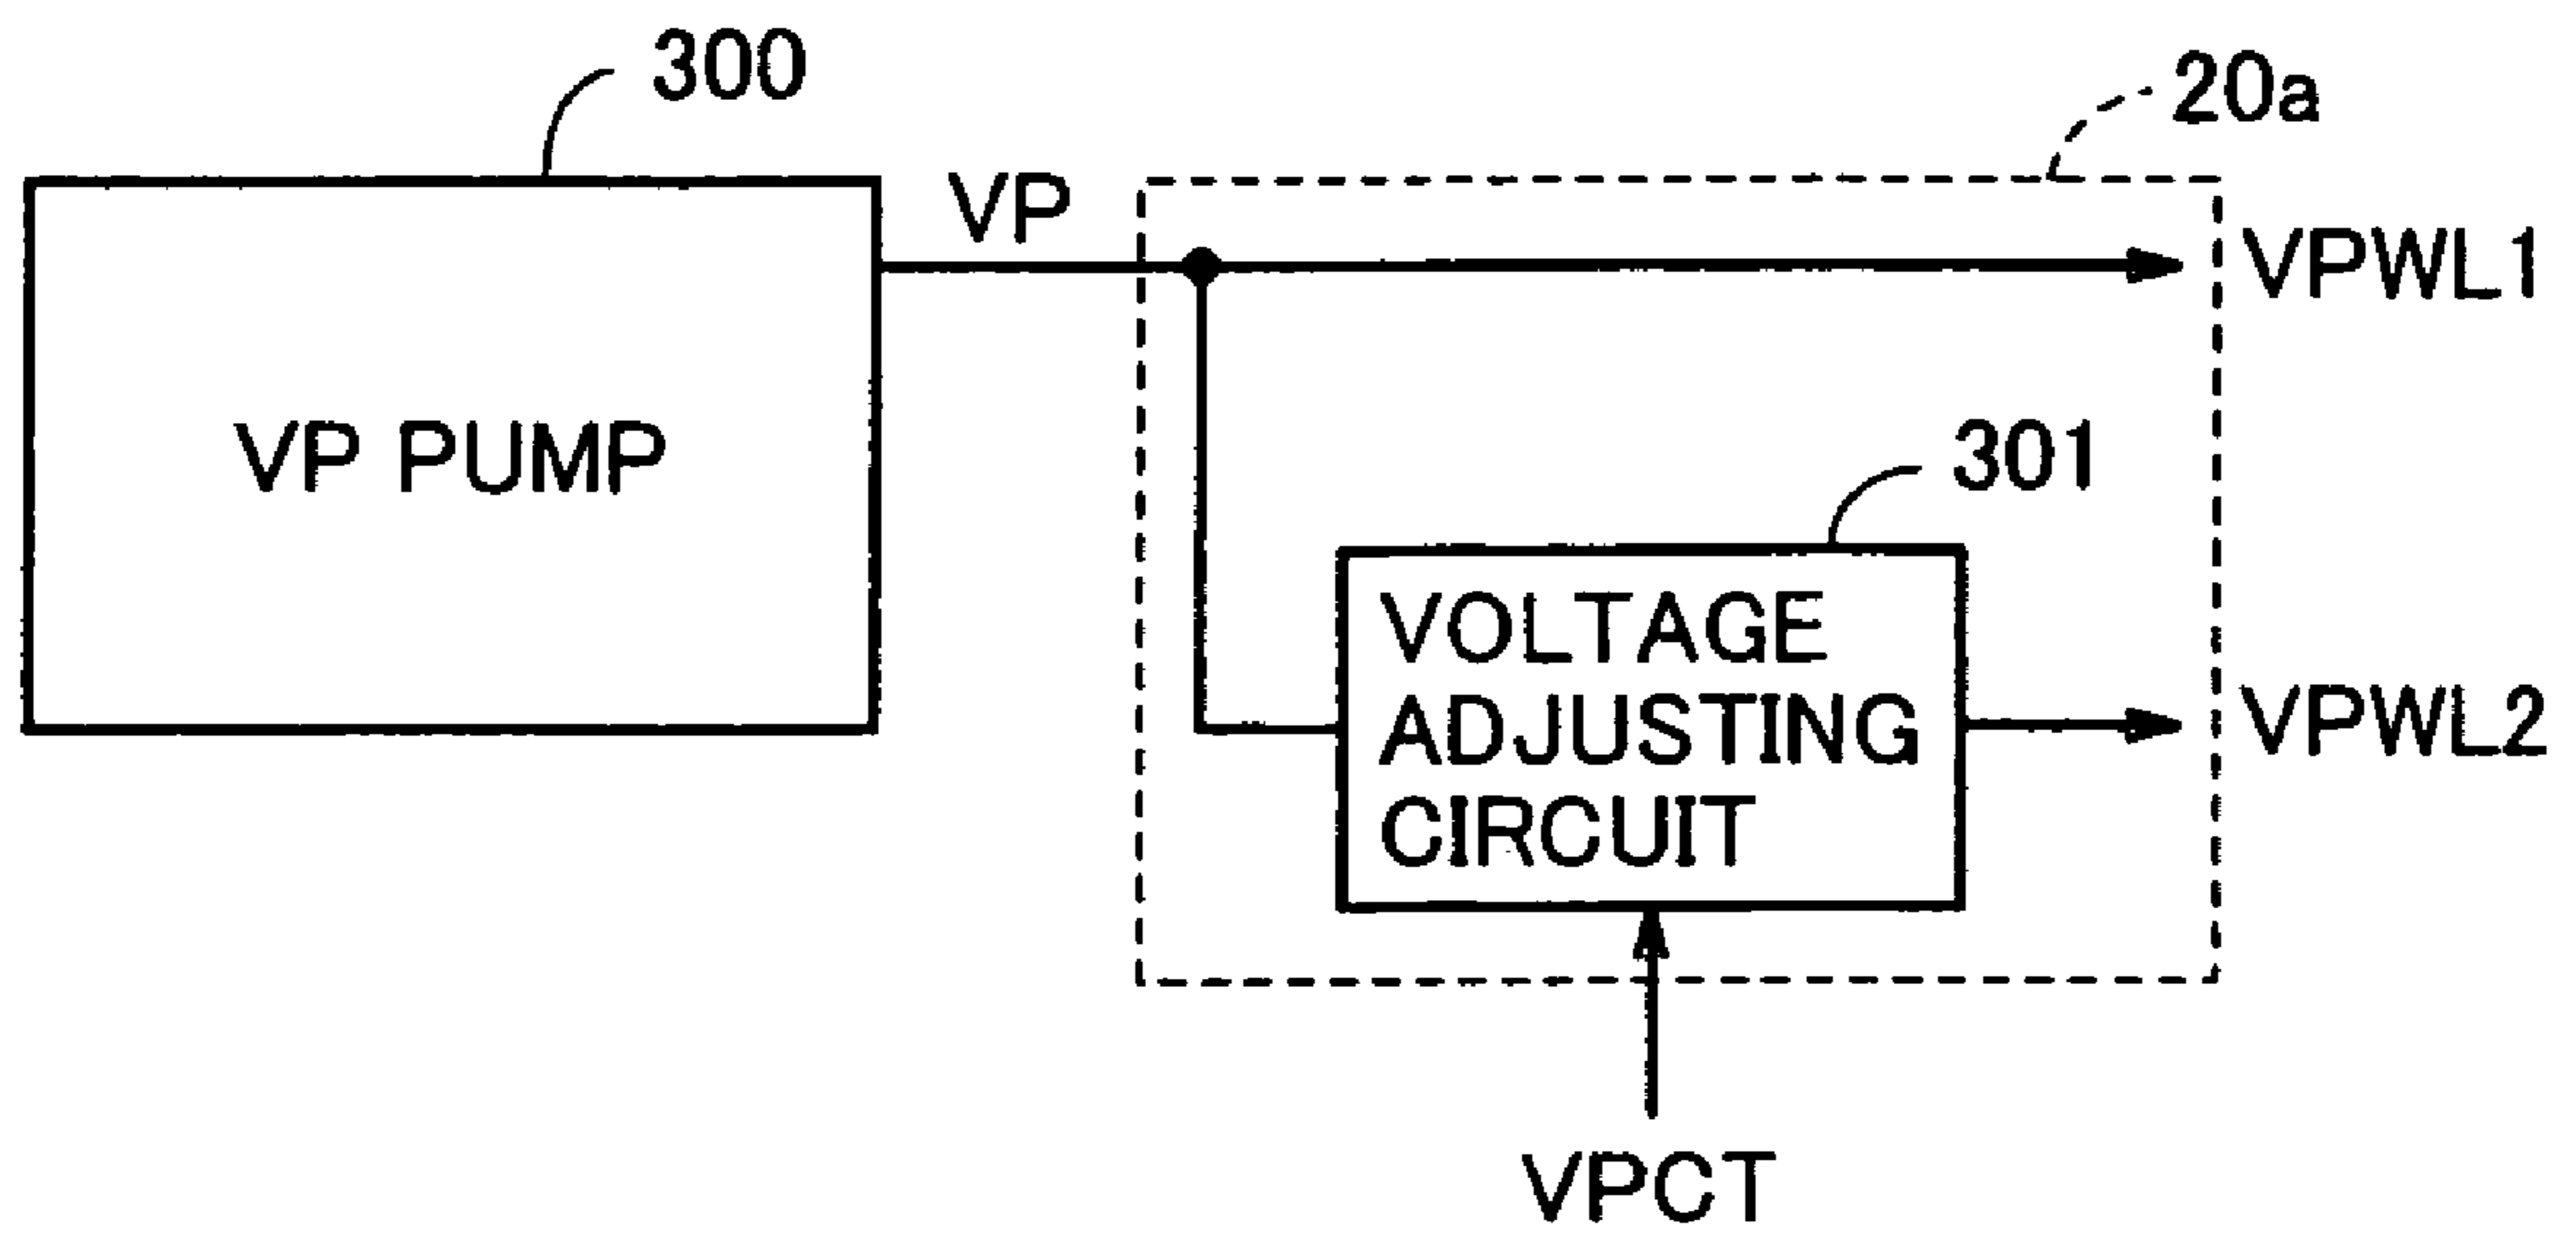 300
20a
VP
VPWL1
VP PUMP
301
VOLTAGE
ADJUSTING
CIRCUIT
VPWL2
VPCT